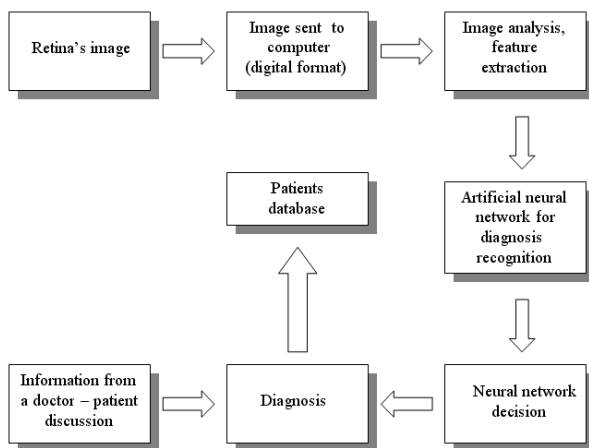 Retina's image
Image sent to
computer
(digital format)
Image analysis,
feature
extraction
Patients
database
Artificial neural
network for
diagnosis
recognition
Information from
a doctor – patient
discussion
Diagnosis
Neural network
decision